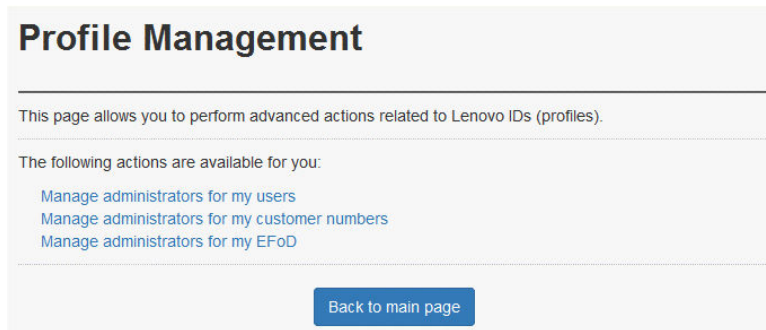 Profile Management
This page allows you to perform advanced actions related to Lenovo IDs (profiles).
The following actions are available for you:
Manage administrators for my users
Manage administrators for my customer numbers
Manage administrators for my EFoD
Back to main page